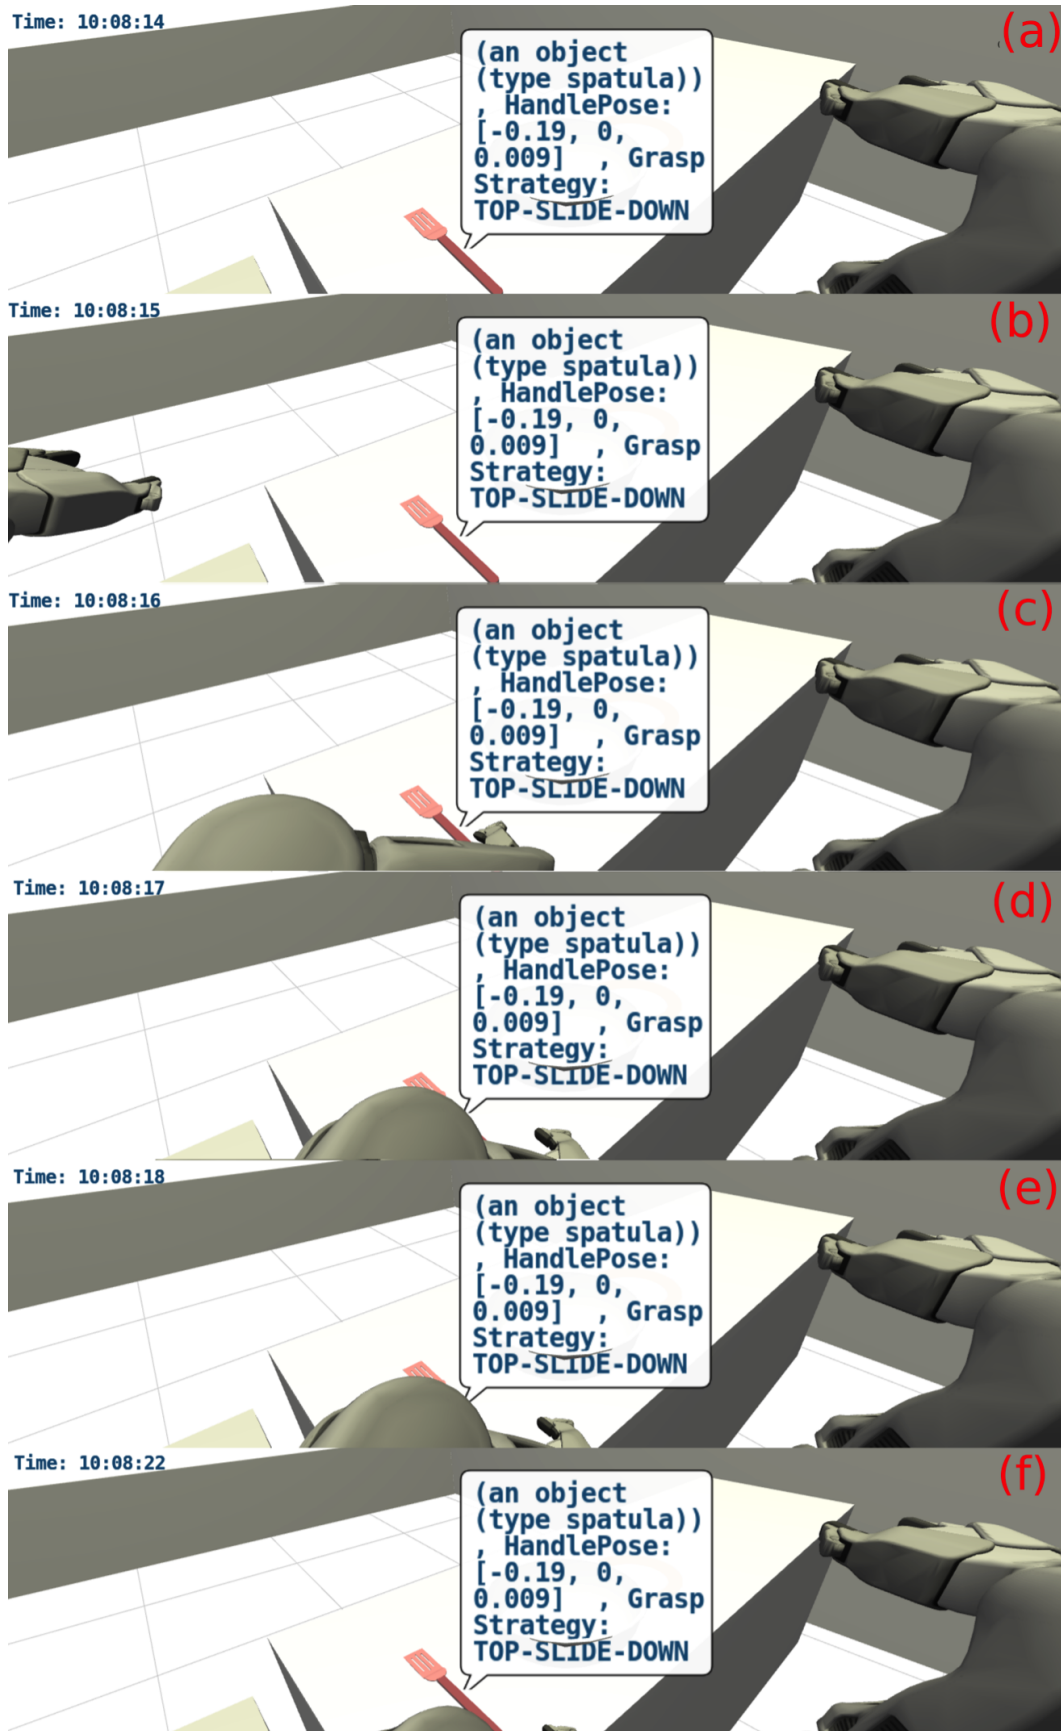 Time: 10:08:14
(a)
(an object
(type spatula))
, HandlePose:
[-0.19, 0,
0.009]  , Grasp
Strategy:
TOP-SLIDE-DOWN
Time: 10:08:15
(b)
(an object
(type spatula))
, HandlePose:
[-0.19, 0,
0.009]  , Grasp
Strategy:
TOP-SLIDE-DOWN
Time: 10:08:16
(c)
(an object
(type spatula))
, HandlePose:
[-0.19, 0,
0.009]  , Grasp
Strategy:
TOP-SLIDE-DOWN
Time: 10:08:17
(d)
(an object
(type spatula))
, HandlePose:
[-0.19, 0,
0.009]  , Grasp
Strategy:
TOP-SLIDE-DOWN
Time: 10:08:18
(e)
(an object
(type spatula))
, HandlePose:
[-0.19, 0,
0.009]  , Grasp
Strategy:
TOP-SLIDE-DOWN
Time: 10:08:22
(f)
(an object
(type spatula))
, HandlePose:
[-0.19, 0,
0.009]  , Grasp
Strategy:
TOP-SLIDE-DOWN